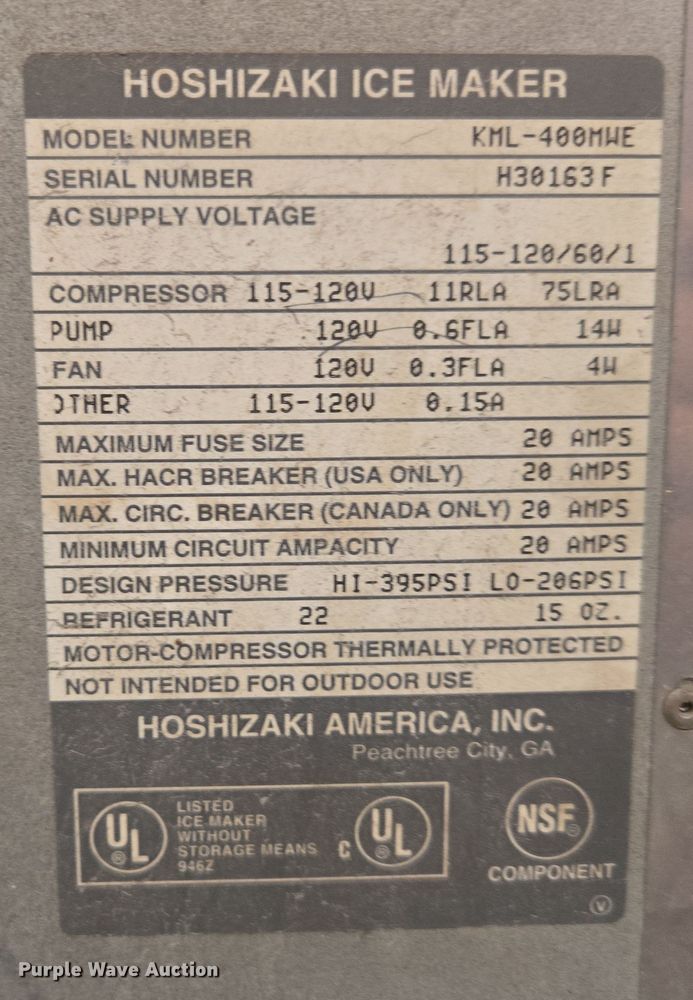 HOSHIZAKI ICE MAKER
MODEL NUMBER KML-400MWE
SERIAL NUMBER H30163F
AC SUPPLY VOLTAGE
115-120/60/1
COMPRESSOR 115-120V 11RLA 75LRA
PUMP 120V 0.6FLA 14W
FAN 120V 0.3FLA 4W
OTHER 115-120V 0.15A
MAXIMUM FUSE SIZE 20 AMPS
MAX. HACR BREAKER (USA ONLY) 20 AMPS
MAX. CIRC. BREAKER (CANADA ONLY) 20 AMPS
MINIMUM CIRCUIT AMPACITY 20 AMPS
DESIGN PRESSURE HI-395PSI LO-206PSI
REFRIGERANT 22 15 OZ.
MOTOR-COMPRESSOR THERMALLY PROTECTED
NOT INTENDED FOR OUTDOOR USE
HOSHIZAKI AMERICA, INC.
Peachtree City, GA
UL ®
LISTED
ICE MAKER
WITHOUT
STORAGE MEANS
946Z
C UL ®
NSF®
COMPONENT
V
Purple Wave Auction